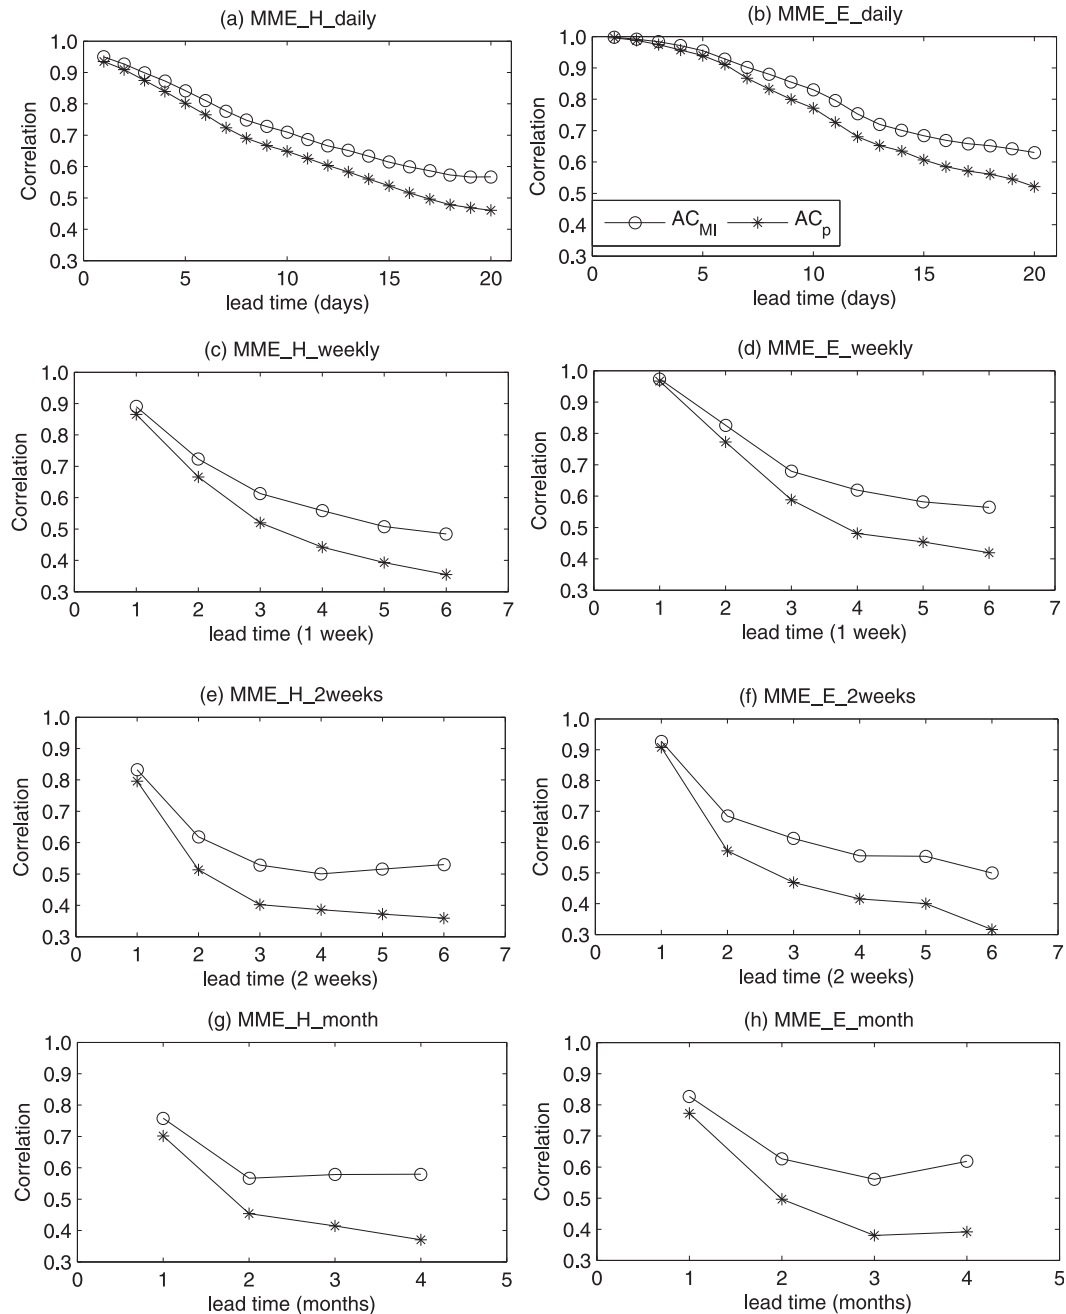 (a) MME_H_daily
1.0
0.9
0.8
0.7
0.6
0.5
0.4
0.3
Correlation
0 5 10 15 20
lead time (days)
(b) MME_E_daily
1.0
0.9
0.8
0.7
0.6
0.5
0.4
0.3
Correlation
AC_MI AC_p
0 5 10 15 20
lead time (days)
(c) MME_H_weekly
1.0
0.9
0.8
0.7
0.6
0.5
0.4
0.3
Correlation
0 1 2 3 4 5 6 7
lead time (1 week)
(d) MME_E_weekly
1.0
0.9
0.8
0.7
0.6
0.5
0.4
0.3
Correlation
0 1 2 3 4 5 6 7
lead time (1 week)
(e) MME_H_2weeks
1.0
0.9
0.8
0.7
0.6
0.5
0.4
0.3
Correlation
0 1 2 3 4 5 6 7
lead time (2 weeks)
(f) MME_E_2weeks
1.0
0.9
0.8
0.7
0.6
0.5
0.4
0.3
Correlation
0 1 2 3 4 5 6 7
lead time (2 weeks)
(g) MME_H_month
1.0
0.9
0.8
0.7
0.6
0.5
0.4
0.3
Correlation
0 1 2 3 4 5
lead time (months)
(h) MME_E_month
1.0
0.9
0.8
0.7
0.6
0.5
0.4
0.3
Correlation
0 1 2 3 4 5
lead time (months)